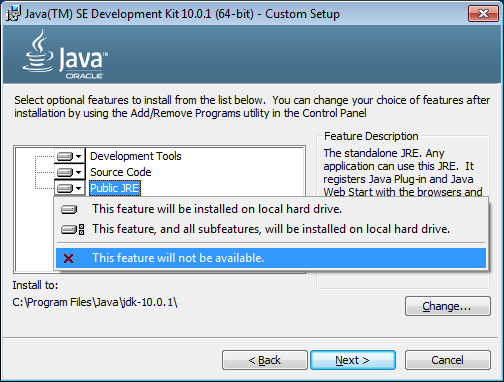 Java(TM) SE Development Kit 10.0.1 (64-bit) - Custom Setup
Java
ORACLE
Select optional features to install from the list below. You can change your choice of features after
installation by using the Add/Remove Programs utility in the Control Panel
Development Tools
Source Code
Public JRE
Feature Description
The standalone JRE. Any
application can use this JRE. It
registers Java Plug-in and Java
Web Start with the browsers and
This feature will be installed on local hard drive.
This feature, and all subfeatures, will be installed on local hard drive.
This feature will not be available.
Install to:
C:\Program Files\Java\jdk-10.0.1\
Change...
< Back
Next >
Cancel